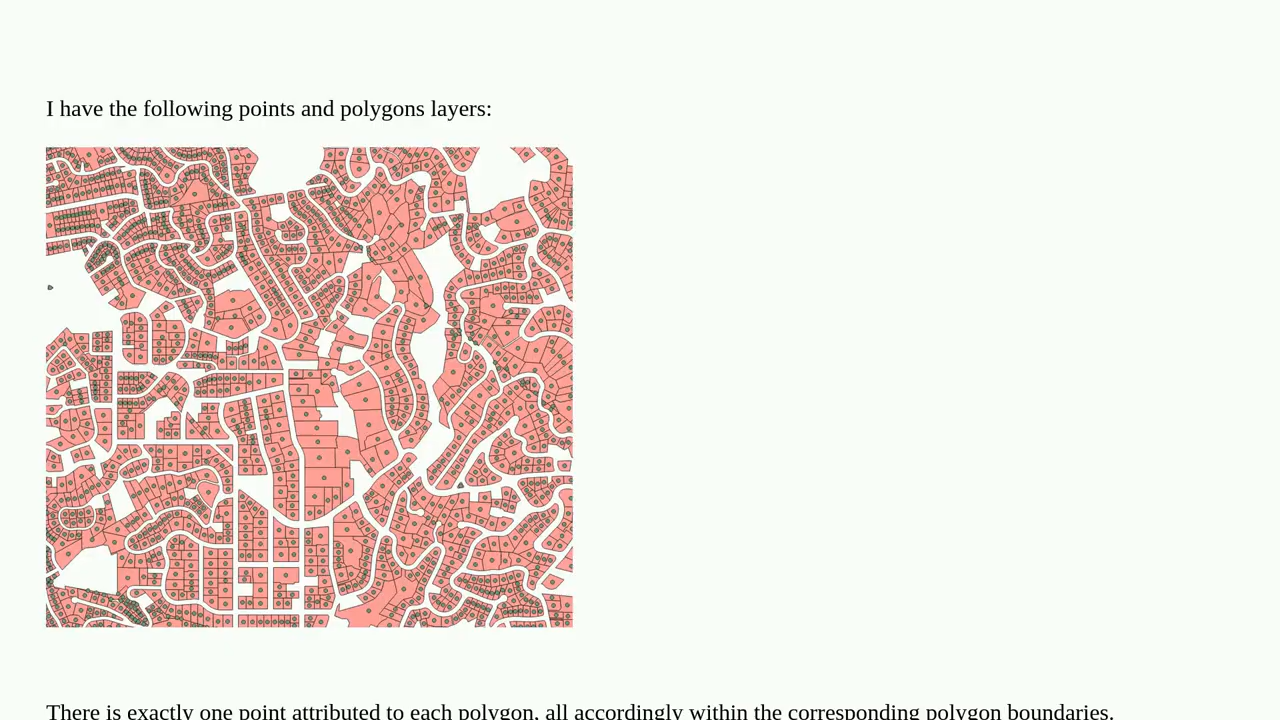 I have the following points and polygons layers:
There is exactly one point attributed to each polygon, all accordingly within the corresponding polygon boundaries.